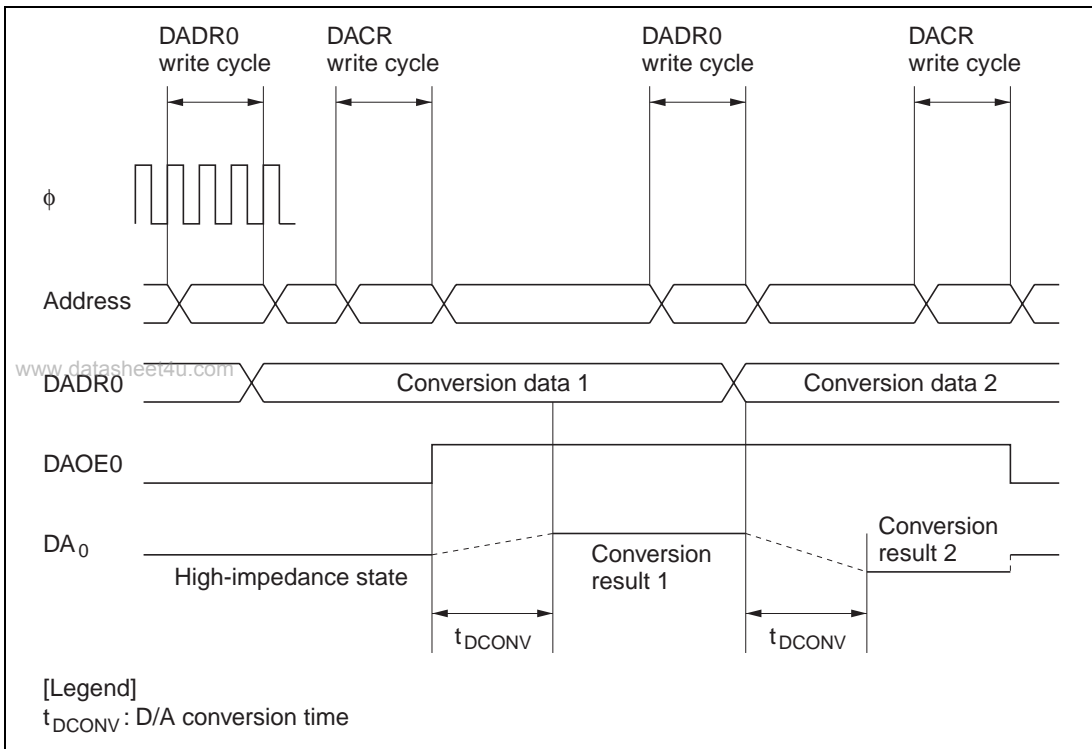 DADR0
write cycle
DACR
write cycle
DADR0
write cycle
DACR
write cycle
ϕ
Address
www.datasheet4u.com
DADR0
Conversion data 1
Conversion data 2
DAOE0
DA0
High-impedance state
Conversion
result 1
Conversion
result 2
tDCONV
tDCONV
[Legend]
tDCONV : D/A conversion time